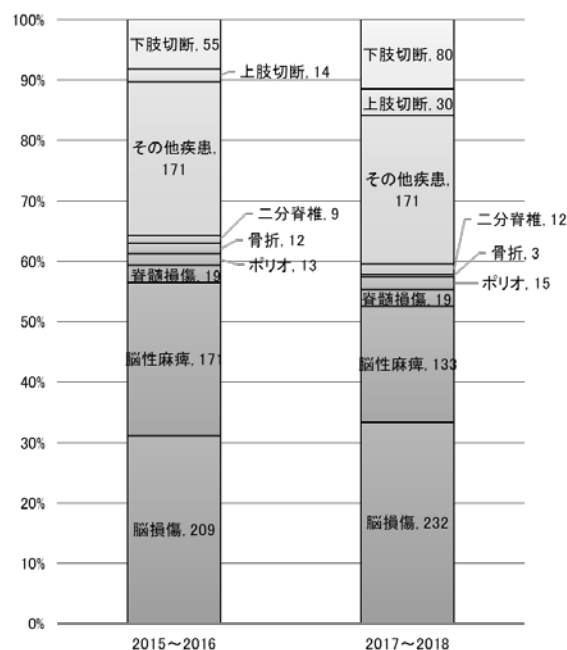 100%
90%
80%
70%
60%
50%
40%
30%
20%
10%
0%
下肢切断, 55
上肢切断, 14
その他疾患,
171
二分脊椎, 9
骨折, 12
ポリオ, 13
脊髄損傷, 19
脳性麻痺, 171
脳損傷, 209
下肢切断, 80
上肢切断, 30
その他疾患,
171
二分脊椎, 12
骨折, 3
ポリオ, 15
脊髄損傷, 19
脳性麻痺, 133
脳損傷, 232
2015～2016
2017～2018